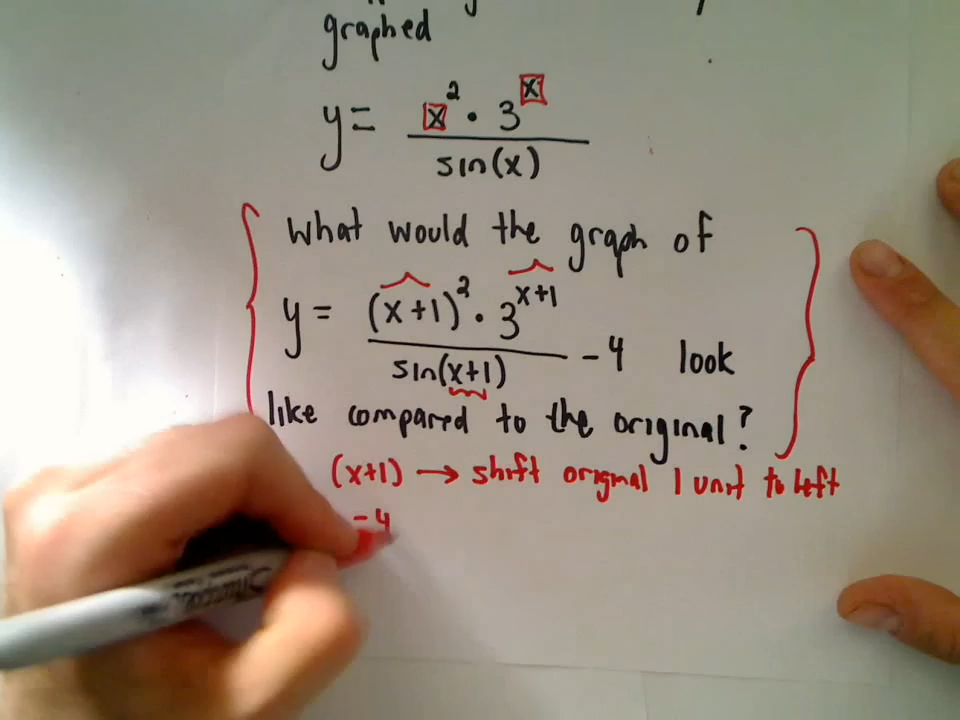 graphed
y = x² · 3^x / sin(x)
What would the graph of
y = (x+1)² · 3^(x+1) / sin(x+1) - 4 look
like compared to the original?
(x+1) → shift original 1 unit to left
-4
Sharpie